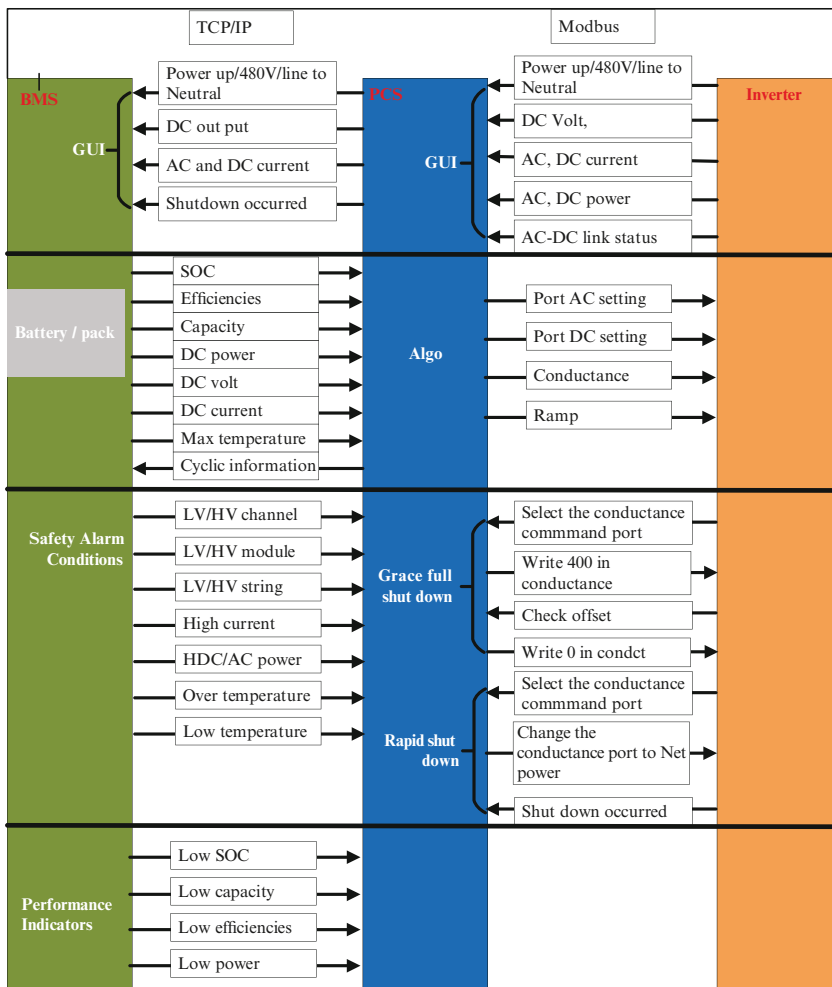 TCP/IP
Modbus
BMS
PCS
Inverter
GUI
Power up/480V/line to
Neutral
DC out put
AC and DC current
Shutdown occurred
GUI
Power up/480V/line to
Neutral
DC Volt,
AC, DC current
AC, DC power
AC-DC link status
Battery / pack
SOC
Efficiencies
Capacity
DC power
DC volt
DC current
Max temperature
Cyclic information
Algo
Port AC setting
Port DC setting
Conductance
Ramp
Safety Alarm
Conditions
LV/HV channel
LV/HV module
LV/HV string
High current
HDC/AC power
Over temperature
Low temperature
Grace full
shut down
Select the conductance
commmand port
Write 400 in
conductance
Check offset
Write 0 in condct
Rapid shut
down
Select the conductance
commmand port
Change the
conductance port to Net
power
Shut down occurred
Performance
Indicators
Low SOC
Low capacity
Low efficiencies
Low power